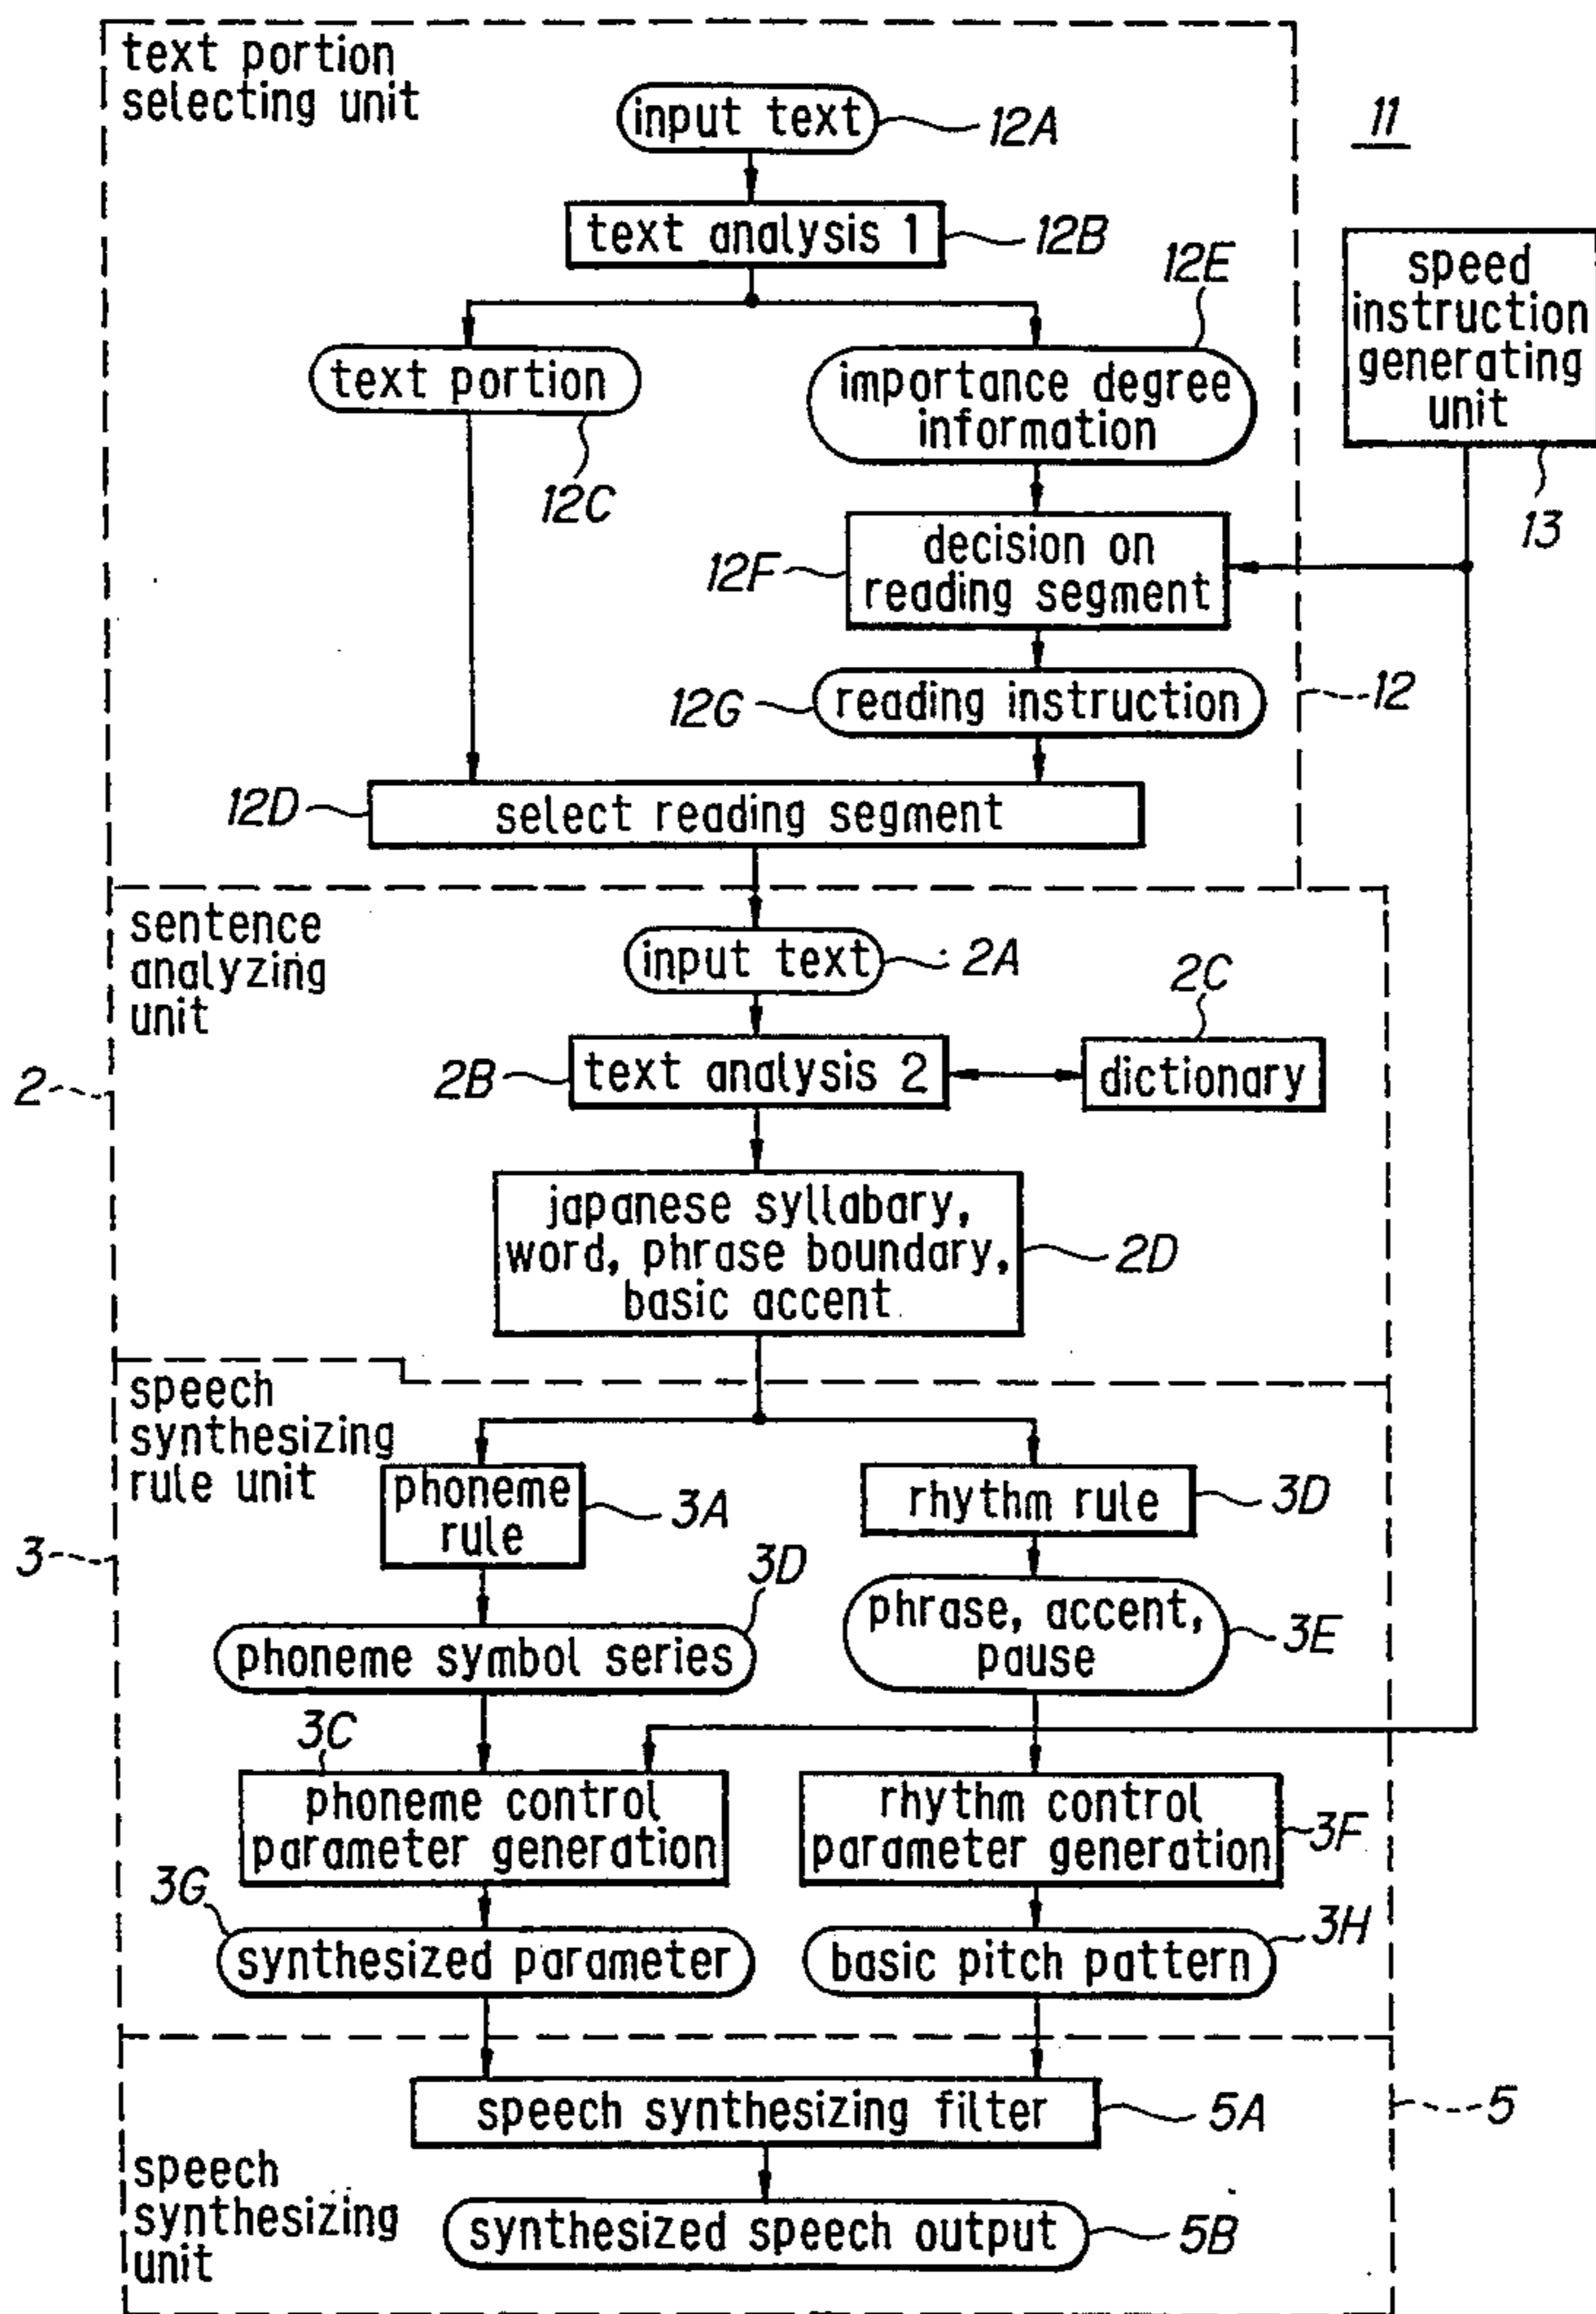 text portion
selecting unit
input text
12A
11
text analysis 1
12B
12E
speed
instruction
generating
unit
13
text portion
12C
importance degree
information
12F
decision on
reading segment
12G
reading instruction
12
12D
select reading segment
sentence
analyzing
unit
input text
2A
2C
2
2B
text analysis 2
dictionary
japanese syllabary,
word, phrase boundary,
basic accent
2D
speech
synthesizing
rule unit
phoneme
rule
3A
rhythm rule
3D
3
3D
phoneme symbol series
phrase, accent,
pause
3E
3C
phoneme control
parameter generation
rhythm control
parameter generation
3F
3G
synthesized parameter
basic pitch pattern
3H
speech synthesizing filter
5A
5
speech
synthesizing
unit
synthesized speech output
5B